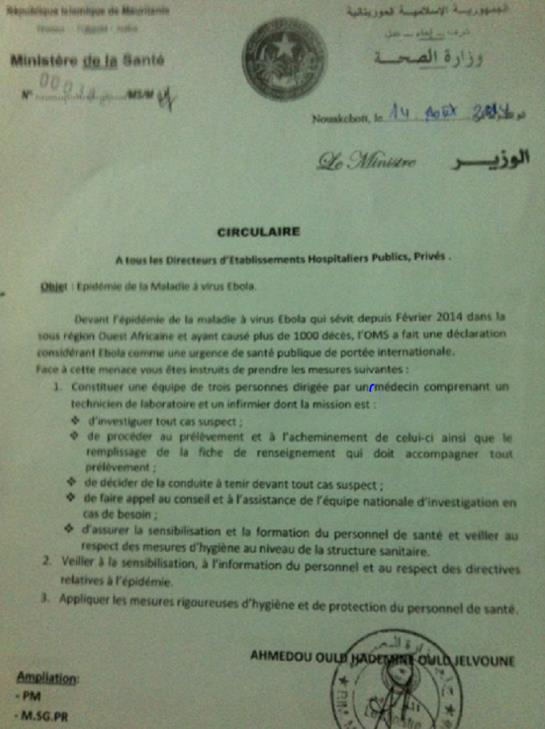 République Islamique de Mauritanie
الجمهورية الإسلامية الموريتانية
Honneur - Fraternité - Justice
شرف - إخاء - عدل
Ministère de la Santé
وزارة الصحة
N° MS/M
Nouakchott, le 14 AOUT 2014
Le Ministre
الوزير
CIRCULAIRE
A tous les Directeurs d'Etablissements Hospitaliers Publics, Privés .
Objet : Epidémie de la Maladie à virus Ebola.
Devant l'épidémie de la maladie à virus Ebola qui sévit depuis Février 2014 dans la
sous région Ouest Africaine et ayant causé plus de 1000 décès, l'OMS a fait une déclaration
considérant Ebola comme une urgence de santé publique de portée internationale.
Face à cette menace vous êtes instruits de prendre les mesures suivantes :
1. Constituer une équipe de trois personnes dirigée par un médecin comprenant un
technicien de laboratoire et un infirmier dont la mission est :
❖ d'investiguer tout cas suspect ;
❖ de procéder au prélèvement et à l'acheminement de celui-ci ainsi que le
remplissage de la fiche de renseignement qui doit accompagner tout
prélèvement ;
❖ de décider de la conduite à tenir devant tout cas suspect ;
❖ de faire appel au conseil et à l'assistance de l'équipe nationale d'investigation en
cas de besoin ;
❖ d'assurer la sensibilisation et la formation du personnel de santé et veiller au
respect des mesures d'hygiène au niveau de la structure sanitaire.
2. Veiller à la sensibilisation, à l'information du personnel et au respect des directives
relatives à l'épidémie.
3. Appliquer les mesures rigoureuses d'hygiène et de protection du personnel de santé.
AHMEDOU OULD HADEMINE OULD JELVOUNE
Ampliation:
- PM
- M.SG.PR